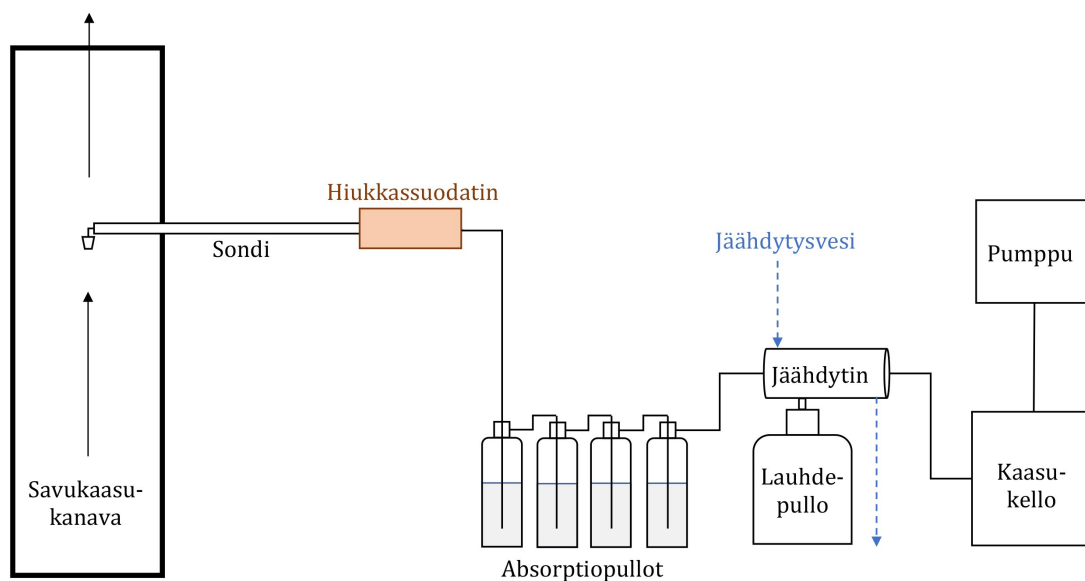 Hiukkassuodatin
Sondi
Jäähdytysvesi
Pumppu
Jäähdytin
Savukaasu-
kanava
Lauhde-
pullo
Kaasu-
kello
Absorptiopullot